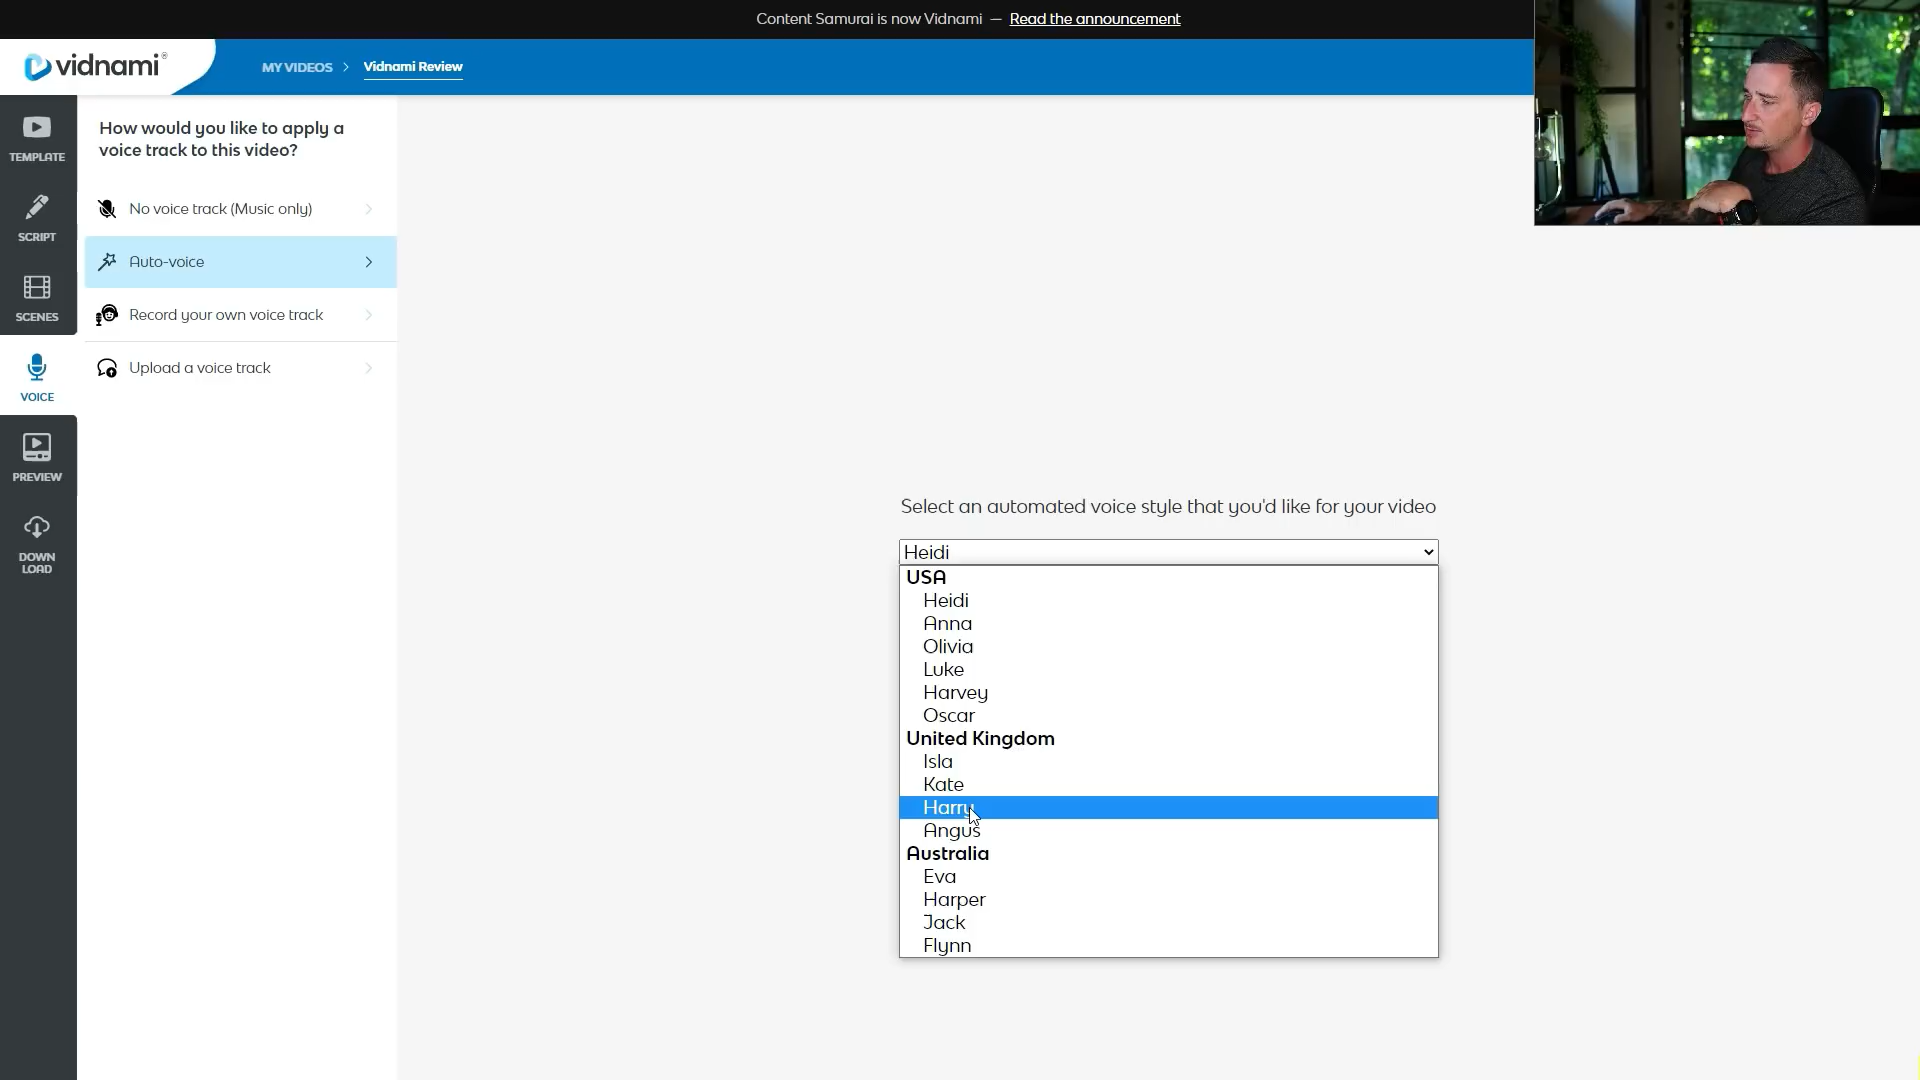 Content Samurai is now Vidnami — Read the announcement
vidnami®
MY VIDEOS > Vidnami Review
TEMPLATE
SCRIPT
SCENES
VOICE
PREVIEW
DOWN
LOAD
How would you like to apply a
voice track to this video?
No voice track (Music only)
Auto-voice
Record your own voice track
Upload a voice track
Select an automated voice style that you'd like for your video
Heidi
USA
Heidi
Anna
Olivia
Luke
Harvey
Oscar
United Kingdom
Isla
Kate
Harry
Angus
Australia
Eva
Harper
Jack
Flynn